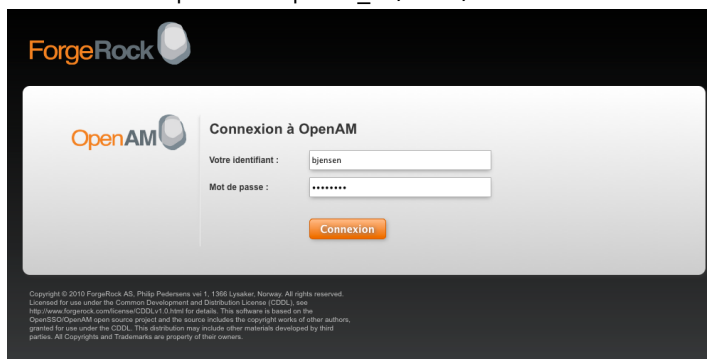 ForgeRock
OpenAM
Connexion à OpenAM
Votre identifiant :
bjensen
Mot de passe :
••••••••
Connexion
Copyright © 2010 ForgeRock AS, Philip Pedersens vei 1, 1366 Lysaker, Norway. All rights reserved.
Licensed for use under the Common Development and Distribution License (CDDL), see
http://www.forgerock.com/license/CDDLv1.0.html for details. This software is based on the
OpenSSO/OpenAM open source project and the source includes the copyright works of other authors,
granted for use under the CDDL. This distribution may include other materials developed by third
parties. All Copyrights and Trademarks are property of their owners.